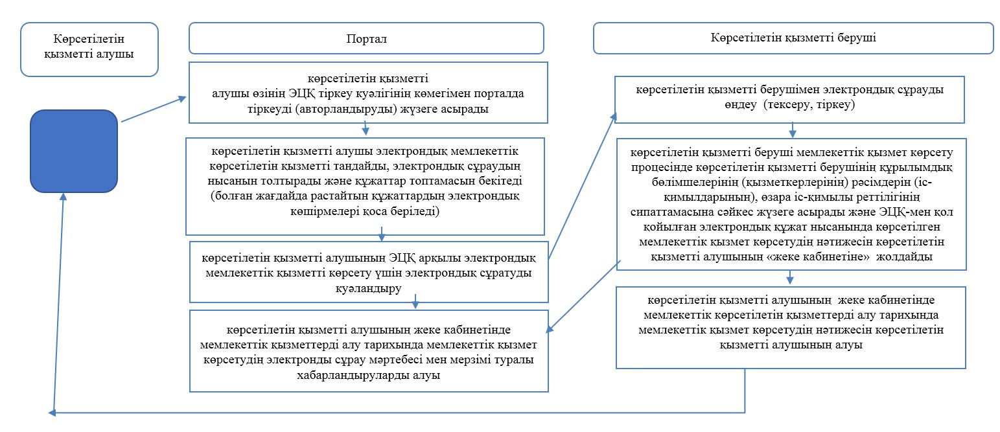 Көрсетілетін
қызметті алушы
Портал
Көрсетілетін қызметті беруші
көрсетілетін қызметті
алушы өзінің ЭЦҚ тіркеу куәлігінің көмегімен порталда
тіркеуді (авторландыруды) жүзеге асырады
көрсетілетін қызметті алушы электрондық мемлекеттік
көрсетілетін қызметті таңдайды, электрондық сұраудың
нысанын толтырады және құжаттар топтамасын бекітеді
(болған жағдайда растайтын құжаттардың электрондық
көшірмелері қоса беріледі)
көрсетілетін қызметті алушының ЭЦҚ арқылы электрондық
мемлекеттік қызметті көрсету үшін электрондық сұратуды
куәландыру
көрсетілетін қызметті алушының жеке кабинетінде
мемлекеттік қызметтерді алу тарихында мемлекеттік қызмет
көрсетудің электронды сұрау мәртебесі мен мерзімі туралы
хабарландыруларды алуы
көрсетілетін қызметті берушімен электрондық сұрауды
өңдеу (тексеру, тіркеу)
көрсетілетін қызметті беруші мемлекеттік қызмет көрсету
процесінде көрсетілетін қызметті берушінің құрылымдық
бөлімшелерінің (қызметкерлерінің) рәсімдерін (іс-
қимылдарының), өзара іс-қимылы реттілігінің
сипаттамасына сәйкес жүзеге асырады және ЭЦҚ-мен қол
қойылған электрондық құжат нысанында көрсетілген
мемлекеттік қызмет көрсетудің нәтижесін көрсетілетін
қызметті алушының «жеке кабинетіне» жолдайды
көрсетілетін қызметті алушының жеке кабинетінде
мемлекеттік көрсетілетін қызметтерді алу тарихында
мемлекеттік қызмет көрсетудің нәтижесін көрсетілетін
қызметті алушының алуы